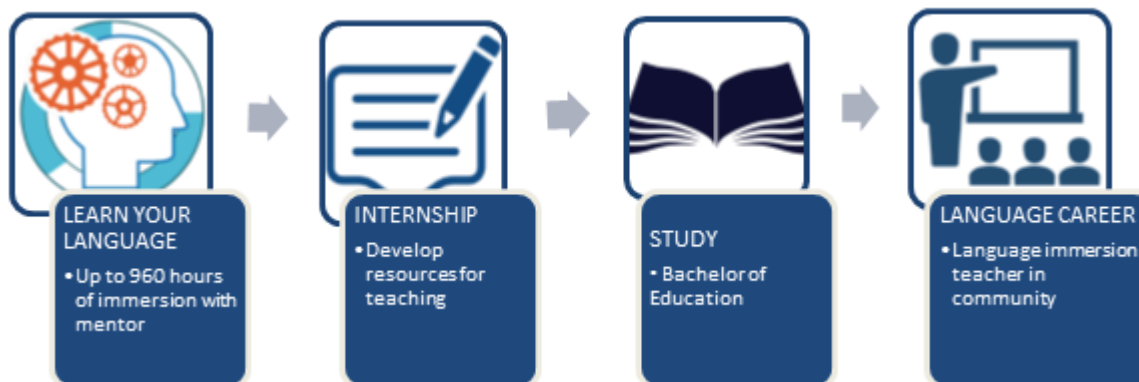 LEARN YOUR
LANGUAGE
•Up to 960 hours
of immersion with
mentor
INTERNSHIP
•Develop
resources for
teaching
STUDY
• Bachelor of
Education
LANGUAGE CAREER
•Language immersion
teacher in
community